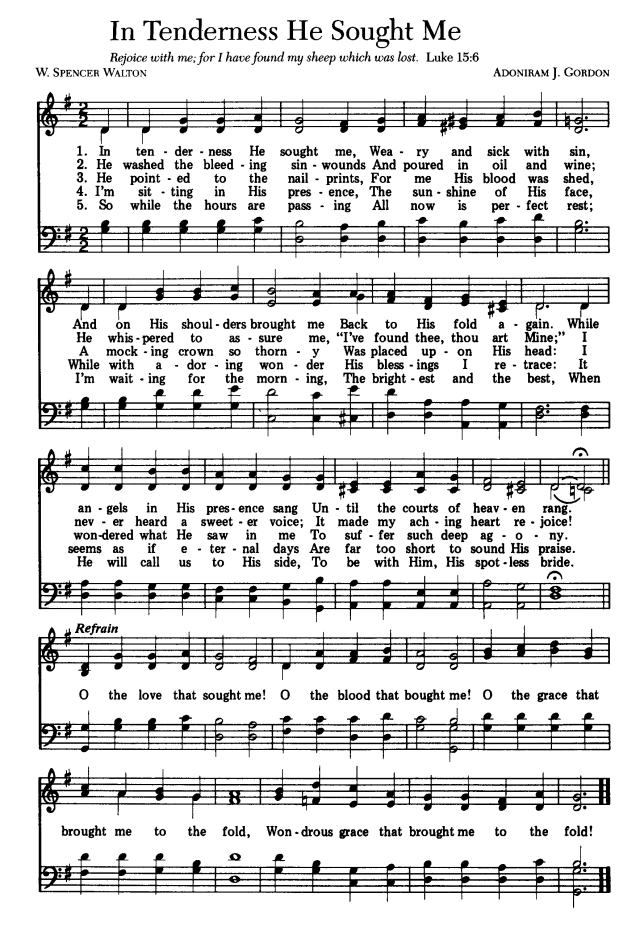 In Tenderness He Sought Me
Rejoice with me; for I have found my sheep which was lost. Luke 15:6
W. Spencer Walton
Adoniram J. Gordon
1. In ten - der - ness He sought me, Wea - ry and sick with sin,
2. He washed the bleed - ing sin - wounds And poured in oil and wine;
3. He point - ed to the nail - prints, For me His blood was shed,
4. I'm sit - ting in His pres - ence, The sun - shine of His face,
5. So while the hours are pass - ing All now is per - fect rest;
And on His shoul - ders brought me Back to His fold a - gain. While
He whis - pered to as - sure me, "I've found thee, thou art Mine;" I
A mock - ing crown so thorn - y Was placed up - on His head: I
While with a - dor - ing won - der His bless - ings I re - trace: It
I'm wait - ing for the morn - ing, The bright - est and the best, When
an - gels in His pres - ence sang Un - til the courts of heav - en rang.
nev - er heard a sweet - er voice; It made my ach - ing heart re - joice!
won - dered what He saw in me To suf - fer such deep ag - o - ny.
seems as if e - ter - nal days Are far too short to sound His praise.
He will call us to His side, To be with Him, His spot - less bride.
Refrain
O the love that sought me! O the blood that bought me! O the grace that
brought me to the fold, Won - drous grace that brought me to the fold!